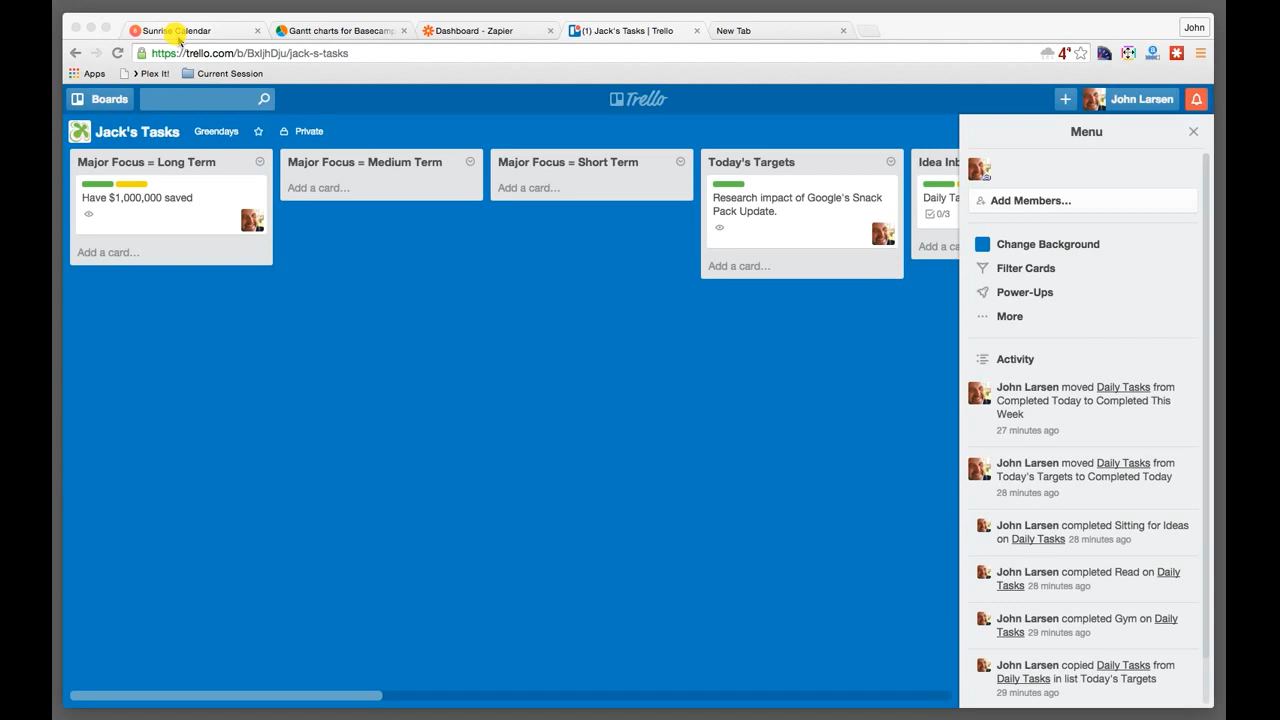 Sunrise Calendar
Gantt charts for Basecamp
Dashboard - Zapier
(1) Jack's Tasks | Trello
New Tab
John
https://trello.com/b/BxIjhDju/jack-s-tasks
4°
Apps
Plex It!
Current Session
Boards
Trello
John Larsen
Jack's Tasks
Greendays
Private
Major Focus = Long Term
Have $1,000,000 saved
Add a card…
Major Focus = Medium Term
Add a card…
Major Focus = Short Term
Add a card…
Today's Targets
Research impact of Google's Snack
Pack Update.
Add a card…
Idea Inb
Daily Ta
0/3
Add a ca
Menu
Add Members…
Change Background
Filter Cards
Power-Ups
More
Activity
John Larsen moved Daily Tasks from
Completed Today to Completed This
Week
27 minutes ago
John Larsen moved Daily Tasks from
Today's Targets to Completed Today
28 minutes ago
John Larsen completed Sitting for Ideas
on Daily Tasks 28 minutes ago
John Larsen completed Read on Daily
Tasks 28 minutes ago
John Larsen completed Gym on Daily
Tasks 29 minutes ago
John Larsen copied Daily Tasks from
Daily Tasks in list Today's Targets
29 minutes ago